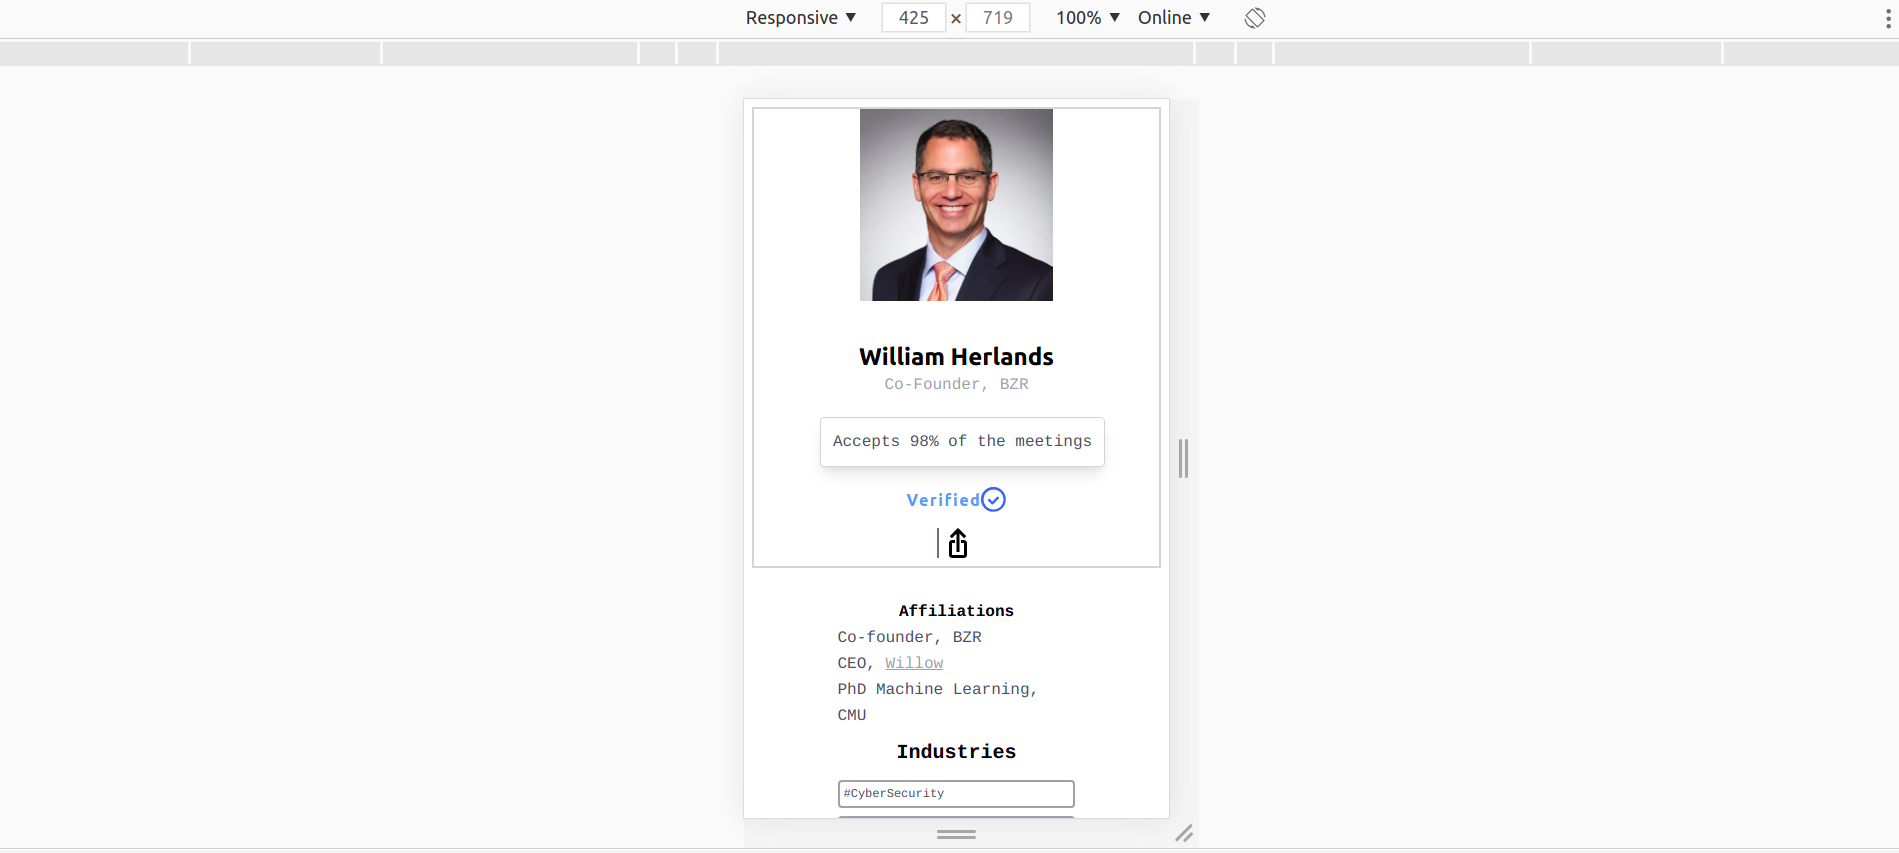 Responsive ▼ 425 × 719 100% ▼ Online ▼
William Herlands
Co-Founder, BZR
Accepts 98% of the meetings
Verified
Affiliations
Co-founder, BZR
CEO, Willow
PhD Machine Learning,
CMU
Industries
#CyberSecurity